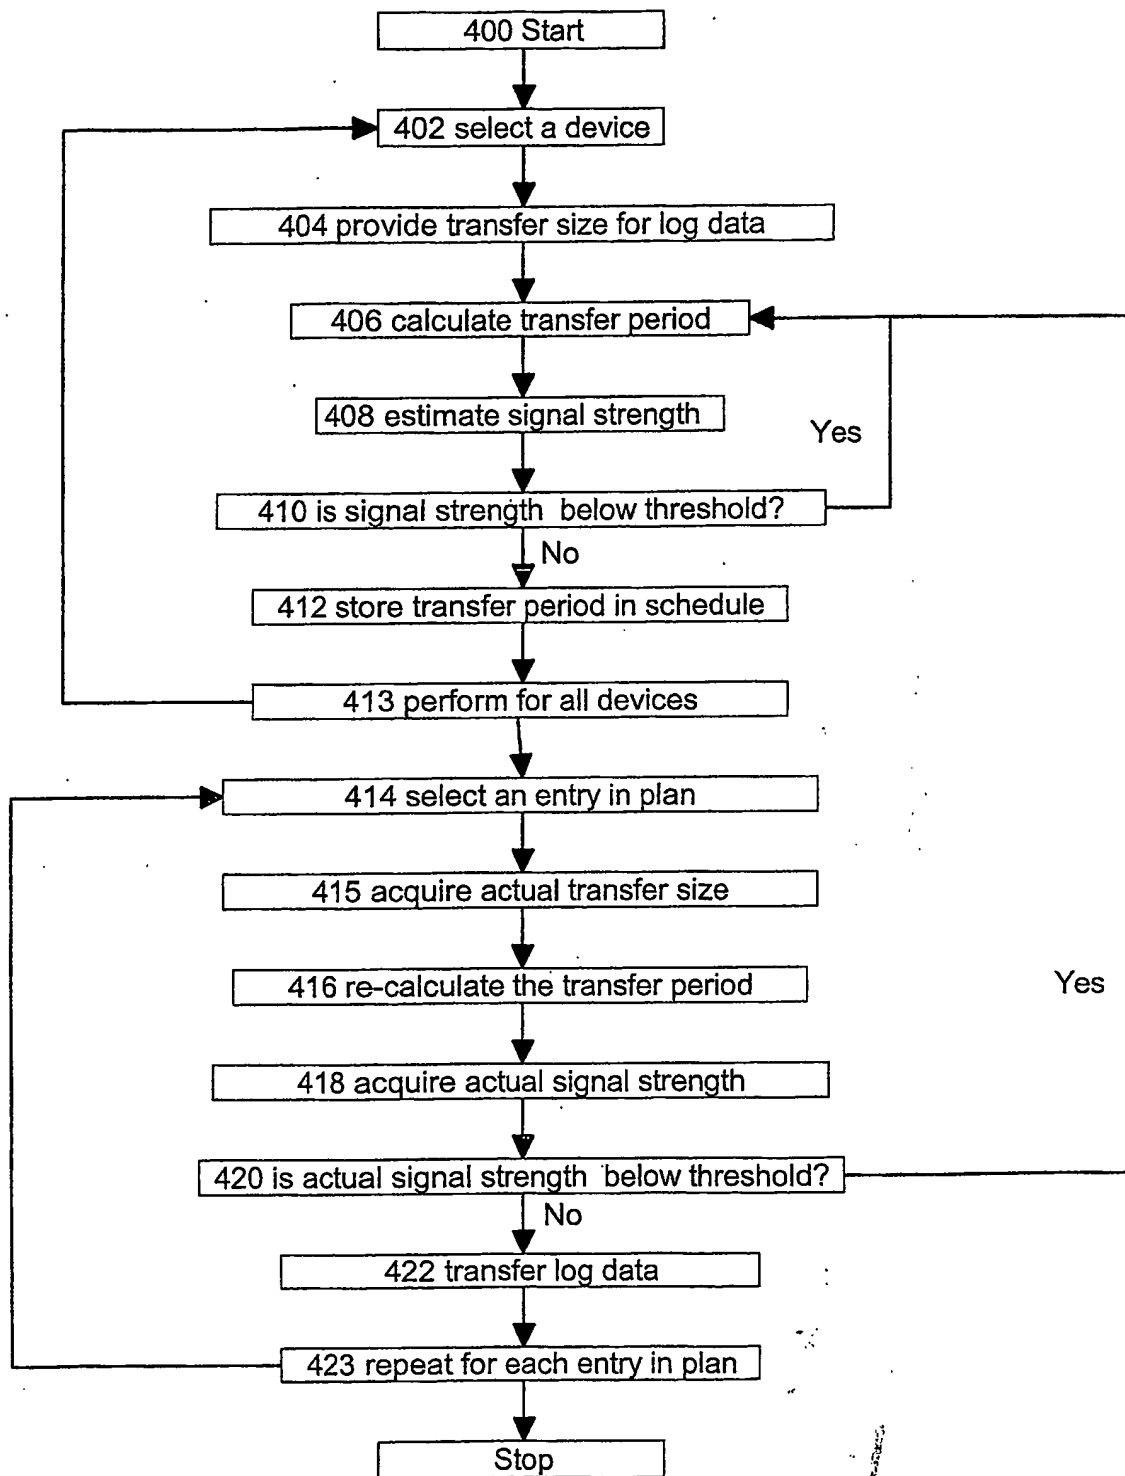 400 Start
402 select a device
404 provide transfer size for log data
406 calculate transfer period
408 estimate signal strength
Yes
410 is signal strength below threshold?
No
412 store transfer period in schedule
413 perform for all devices
414 select an entry in plan
415 acquire actual transfer size
416 re-calculate the transfer period
Yes
418 acquire actual signal strength
420 is actual signal strength below threshold?
No
422 transfer log data
423 repeat for each entry in plan
Stop